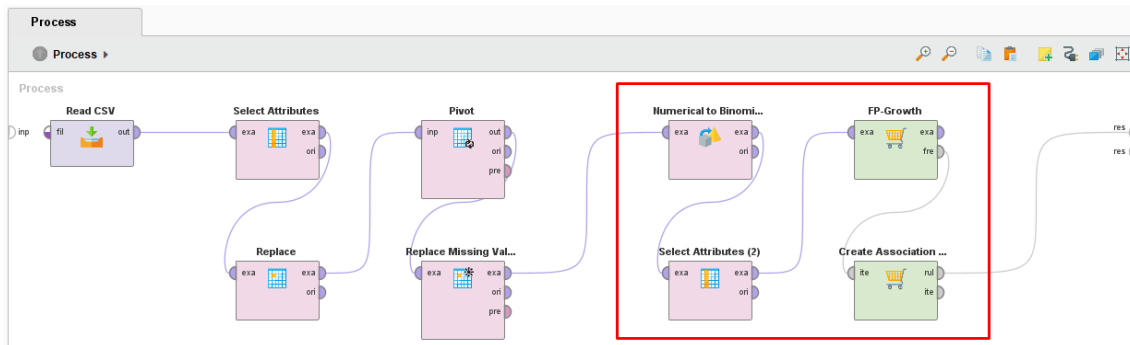 Process
Process
Process
Read CSV
inp
fil
out
Select Attributes
exa
exa
ori
Replace
exa
exa
ori
Pivot
inp
out
ori
pre
Replace Missing Val...
exa
exa
ori
pre
Numerical to Binomi...
exa
exa
ori
Select Attributes (2)
exa
exa
ori
FP-Growth
exa
exa
fre
Create Association ...
ite
rul
ite
res
res